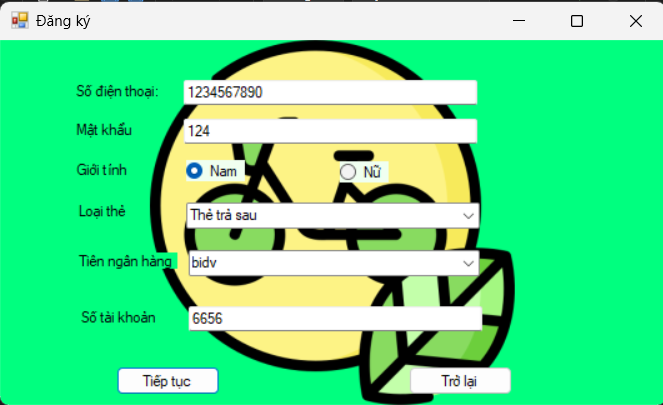 Đăng ký
Số điện thoại: 1234567890
Mật khẩu 124
Giới tính Nam Nữ
Loại thẻ Thẻ trả sau
Tiên ngân hàng bidv
Số tài khoản 6656
Tiếp tục Trở lại